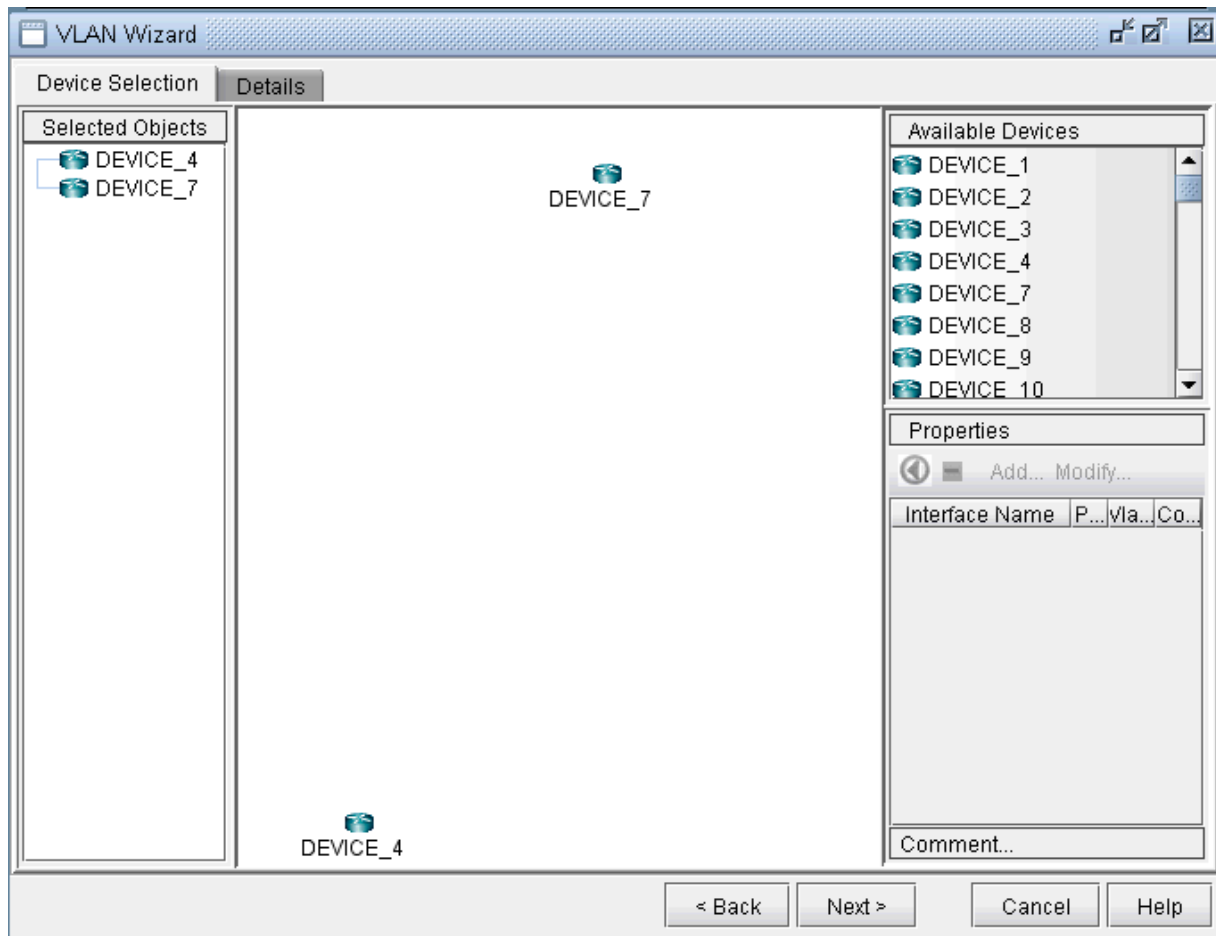 VLAN Wizard
Device Selection
Details
Selected Objects
DEVICE_4
DEVICE_7
DEVICE_7
DEVICE_4
Available Devices
DEVICE_1
DEVICE_2
DEVICE_3
DEVICE_4
DEVICE_7
DEVICE_8
DEVICE_9
DEVICE_10
Properties
Add... Modify...
Interface Name P... Vla... Co...
Comment...
< Back Next > Cancel Help